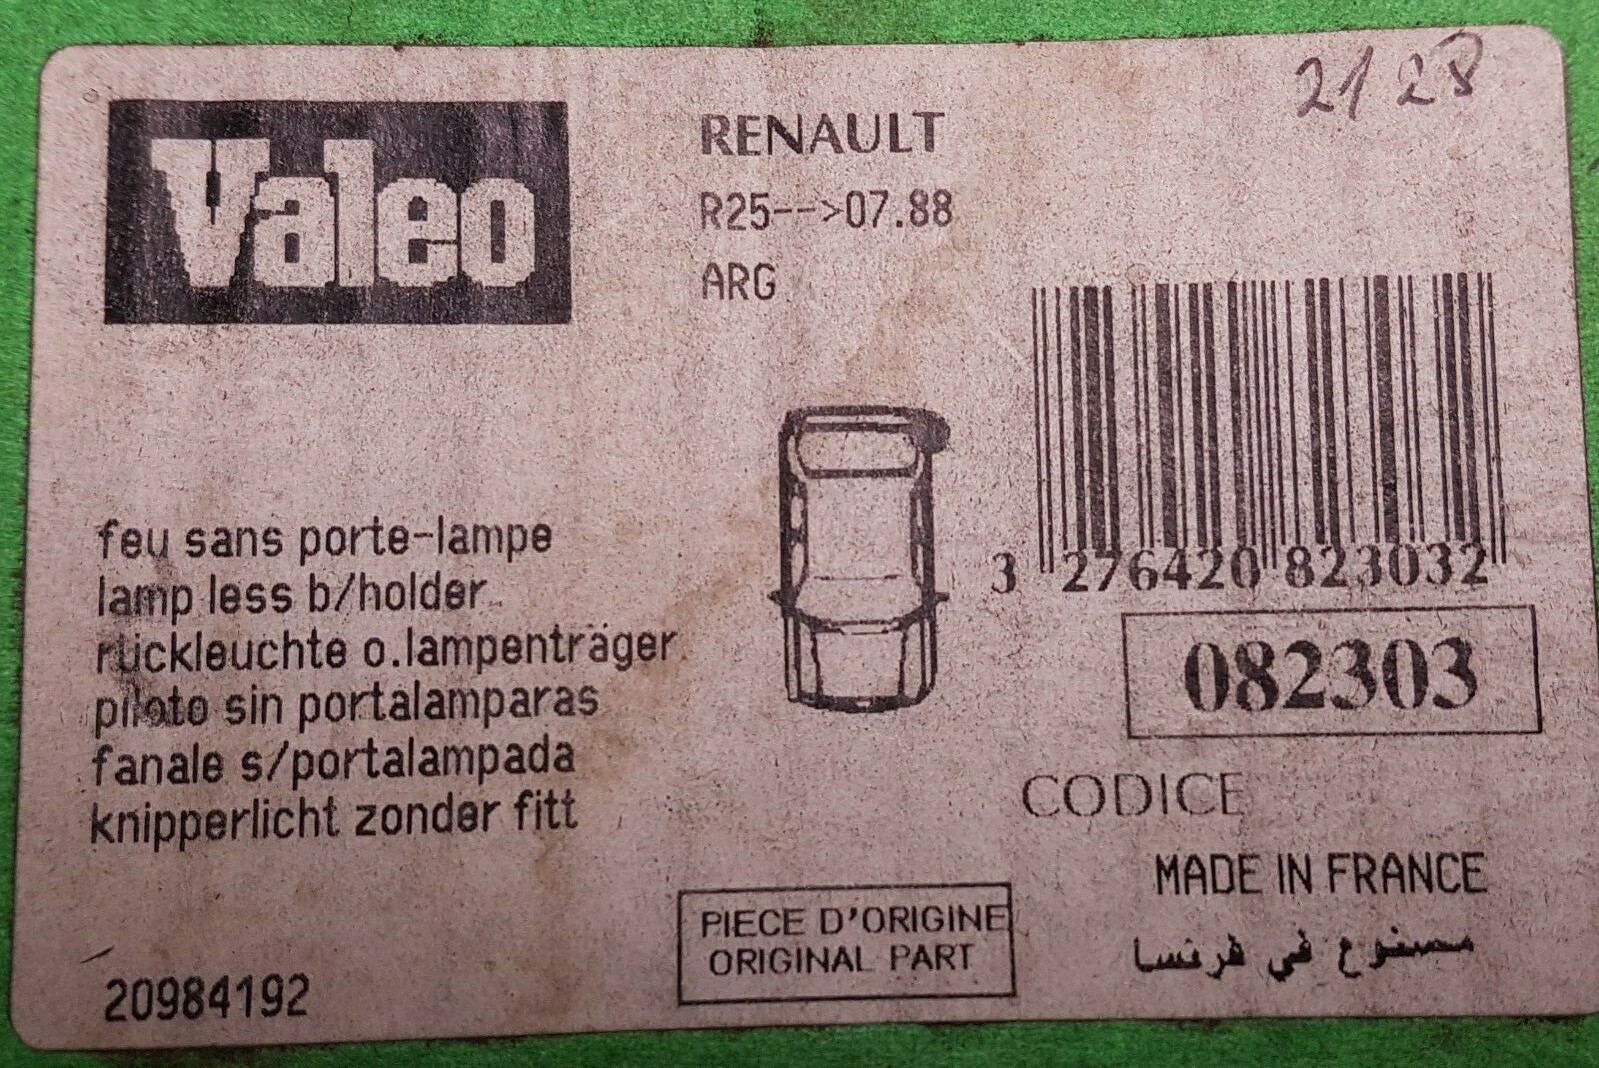 2128
Valeo
RENAULT
R25-->07.88
ARG
3 276420 823032
082303
feu sans porte-lampe
lamp less b/holder
rückleuchte o.lampenträger
piloto sin portalamparas
fanale s/portalampada
knipperlicht zonder fitt
CODICE
MADE IN FRANCE
مصنوع في فرنسا
PIECE D'ORIGINE
ORIGINAL PART
20984192